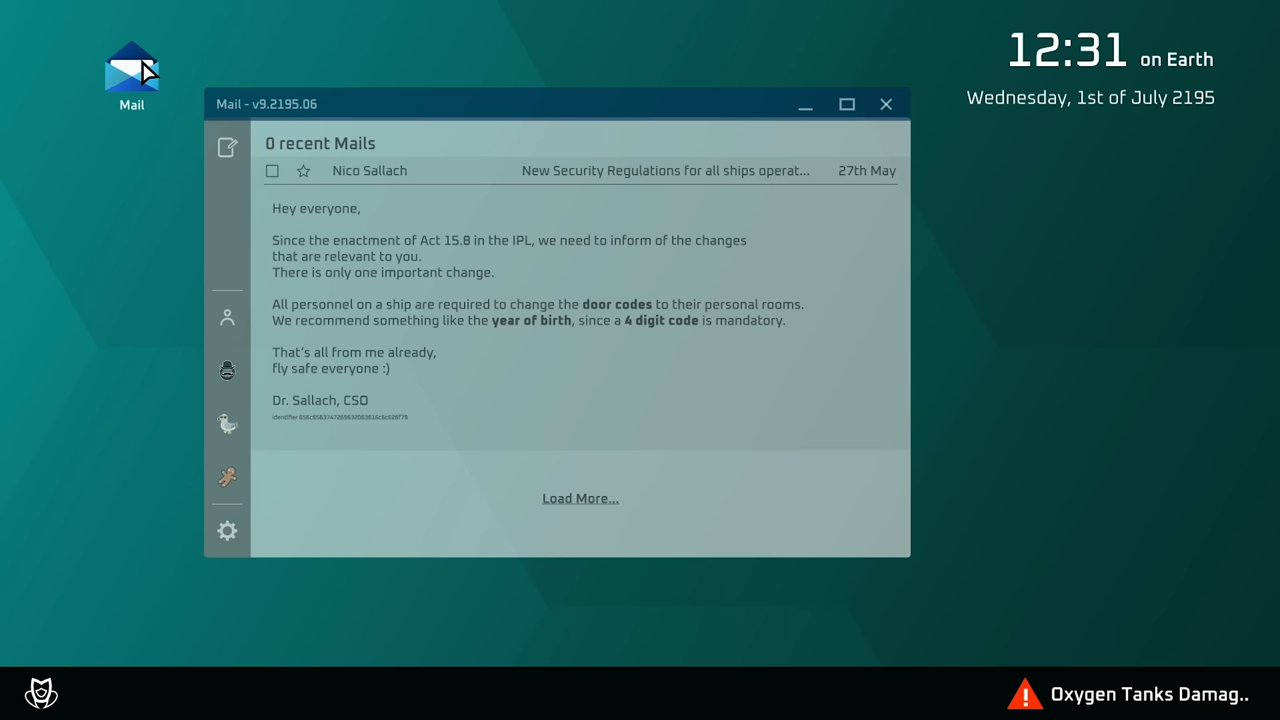 Mail
12:31 on Earth
Wednesday, 1st of July 2195
Mail - v9.2195.06
0 recent Mails
Nico Sallach New Security Regulations for all ships operat... 27th May
Hey everyone,
Since the enactment of Act 15.8 in the IPL, we need to inform of the changes
that are relevant to you.
There is only one important change.
All personnel on a ship are required to change the door codes to their personal rooms.
We recommend something like the year of birth, since a 4 digit code is mandatory.
That's all from me already,
fly safe everyone :)
Dr. Sallach, CSO
identifier
Load More...
Oxygen Tanks Damag..